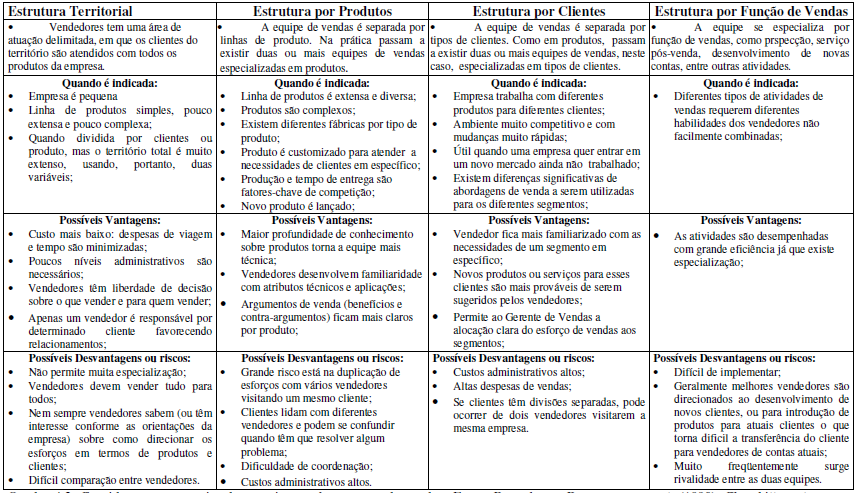 Estrutura Territorial
• Vendedores tem uma área de
atuação delimitada, em que os clientes do
território são atendidos com todos os
produtos da empresa.
Quando é indicada:
• Empresa é pequena
• Linha de produtos simples, pouco
extensa e pouco complexa;
• Quando dividida por clientes ou
produto, mas o território total é muito
extenso, usando, portanto, duas
variáveis;
Possíveis Vantagens:
• Custo mais baixo: despesas de viagem
e tempo são minimizadas;
• Poucos níveis administrativos são
necessários;
• Vendedores têm liberdade de decisão
sobre o que vender e para quem vender;
• Apenas um vendedor é responsável por
determinado cliente favorecendo
relacionamentos;
Possíveis Desvantagens ou riscos:
• Não permite muita especialização;
• Vendedores devem vender tudo para
todos;
• Nem sempre vendedores sabem (ou têm
interesse conforme as orientações da
empresa) sobre como direcionar os
esforços em termos de produtos e
clientes;
• Difícil comparação entre vendedores.
Estrutura por Produtos
• A equipe de vendas é separada por
linhas de produto. Na prática passam a
existir duas ou mais equipes de vendas
especializadas em produtos.
Quando é indicada:
• Linha de produtos é extensa e diversa;
• Produtos são complexos;
• Existem diferentes fábricas por tipo de
produto;
• Produto é customizado para atender a
necessidades de clientes em específico;
• Produção e tempo de entrega são
fatores-chave de competição;
• Novo produto é lançado;
Possíveis Vantagens:
• Maior profundidade de conhecimento
sobre produtos torna a equipe mais
técnica;
• Vendedores desenvolvem familiaridade
com atributos técnicos e aplicações;
• Argumentos de venda (benefícios e
contra-argumentos) ficam mais claros
por produto;
Possíveis Desvantagens ou riscos:
• Grande risco está na duplicação de
esforços com vários vendedores
visitando um mesmo cliente;
• Clientes lidam com diferentes
vendedores e podem se confundir
quando têm que resolver algum
problema;
• Dificuldade de coordenação;
• Custos administrativos altos.
Estrutura por Clientes
• A equipe de vendas é separada por
tipos de clientes. Como em produtos, passam
a existir duas ou mais equipes de vendas, neste
caso, especializadas em tipos de clientes.
Quando é indicada:
• Empresa trabalha com diferentes
produtos para diferentes clientes;
• Ambiente muito competitivo e com
mudanças muito rápidas;
• Útil quando uma empresa quer entrar em
um novo mercado ainda não trabalhado;
• Existem diferenças significativas de
abordagens de venda a serem utilizadas
para os diferentes segmentos;
Possíveis Vantagens:
• Vendedor fica mais familiarizado com as
necessidades de um segmento em
específico;
• Novos produtos ou serviços para esses
clientes são mais prováveis de serem
sugeridos pelos vendedores;
• Permite ao Gerente de Vendas a
alocação clara do esforço de vendas aos
segmentos;
Possíveis Desvantagens ou riscos:
• Custos administrativos altos;
• Altas despesas de vendas;
• Se clientes têm divisões separadas, pode
ocorrer de dois vendedores visitarem a
mesma empresa.
Estrutura por Função de Vendas
• A equipe se especializa por
função de vendas, como prospecção, serviço
pós-venda, desenvolvimento de novas
contas, entre outras atividades.
Quando é indicada:
• Diferentes tipos de atividades de
vendas requerem diferentes
habilidades dos vendedores não
facilmente combinadas;
Possíveis Vantagens:
• As atividades são desempenhadas
com grande eficiência já que existe
especialização;
Possíveis Desvantagens ou riscos:
• Difícil de implementar;
• Geralmente melhores vendedores são
direcionados ao desenvolvimento de
novos clientes, ou para introdução de
produtos para atuais clientes o que
torna difícil a transferência do cliente
para vendedores de contas atuais;
• Muito freqüentemente surge
rivalidade entre as duas equipes.